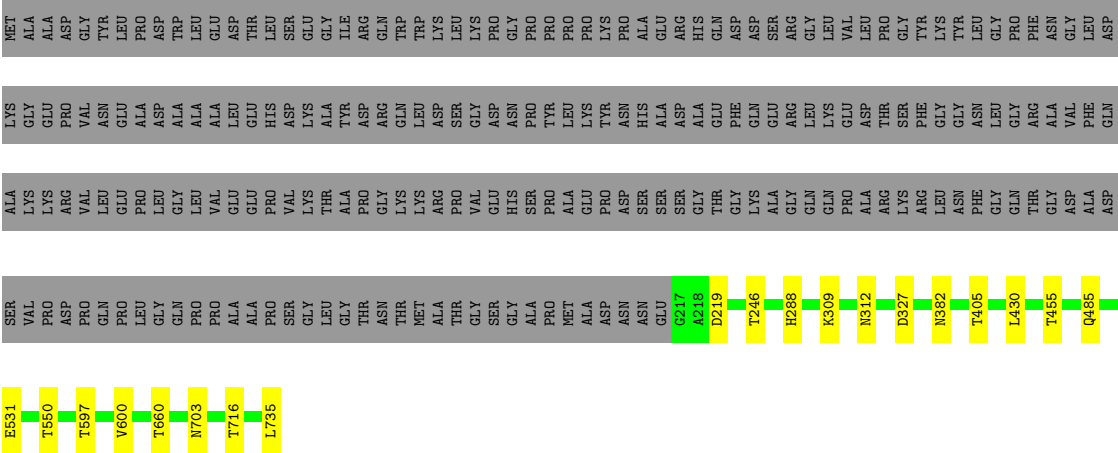 MET ALA ALA ASP GLY TYR LEU PRO ASP TRP LEU GLU ASP THR LEU SER GLU GLY ILE ARG GLN TRP TRP LYS LEU LYS PRO GLY PRO PRO PRO PRO LYS PRO ALA GLU ARG HIS GLN ASP ASP SER ARG GLY LEU VAL LEU PRO GLY TYR LYS TYR LEU GLY PRO PHE ASN GLY LEU ASP
LYS GLY GLU PRO VAL ASN GLU ALA ASP ALA ALA ALA LEU GLU HIS ASP LYS ALA TYR ASP ARG GLN LEU ASP SER GLY ASP ASN PRO TYR LEU LYS TYR ASN HIS ALA ASP ALA GLU PHE GLN GLU ARG LEU LYS GLU ASP THR SER PHE GLY GLY ASN LEU GLY ARG ALA VAL PHE GLN
ALA LYS LYS ARG VAL LEU GLU PRO LEU GLY LEU VAL GLU GLU PRO VAL LYS THR ALA PRO GLY LYS LYS ARG PRO VAL GLU HIS SER PRO ALA GLU PRO ASP SER SER SER GLY THR GLY LYS ALA GLY GLN GLN PRO ALA ARG LYS ARG LEU ASN PHE GLY GLN THR GLY ASP ALA ASP
SER VAL PRO ASP PRO GLN PRO LEU GLY GLN PRO PRO ALA ALA PRO SER GLY LEU GLY THR ASN THR MET ALA THR GLY SER GLY ALA PRO MET ALA ASP ASN ASN GLU G217 A218 D219 T246 H288 K309 N312 D327 N382 T405 L430 T455 Q485
E531 T550 T597 V600 T660 N703 T716 L735